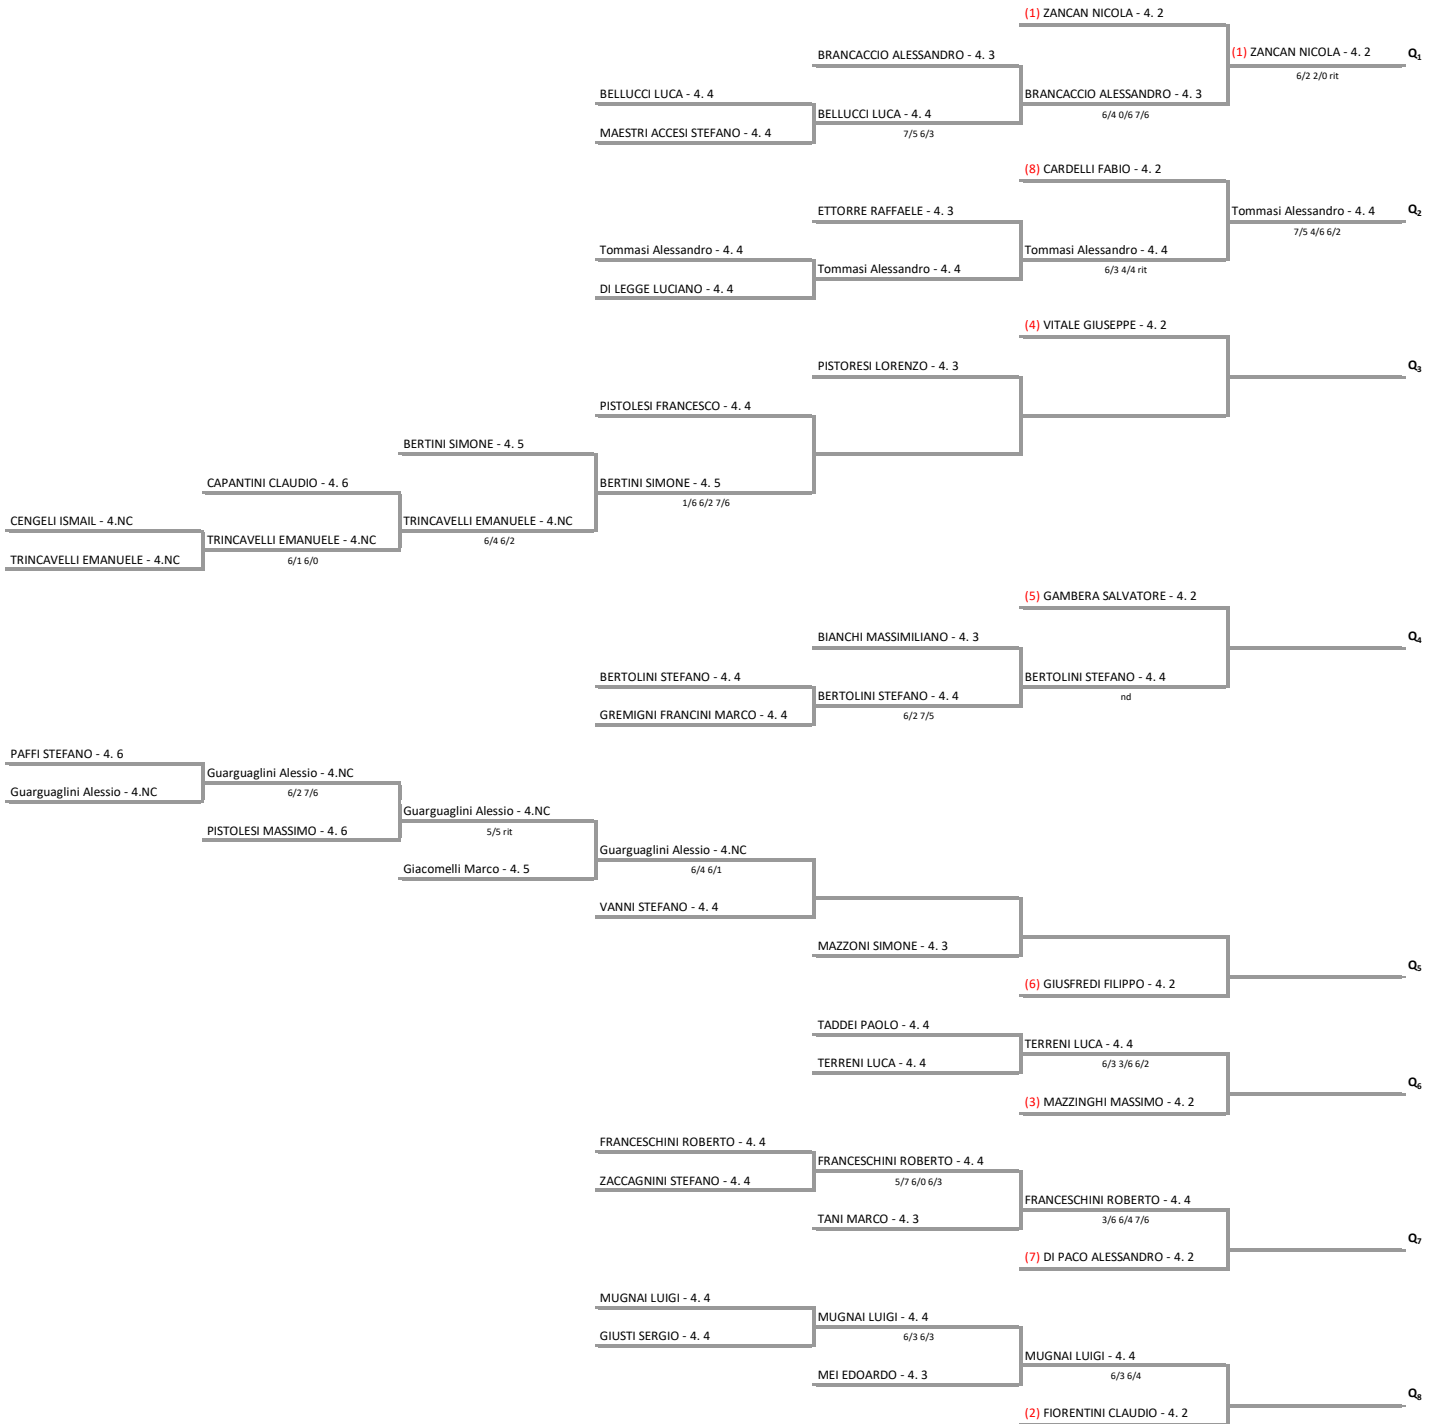 (1) ZANCAN NICOLA - 4. 2
(1) ZANCAN NICOLA - 4. 2
Q1
BRANCACCIO ALESSANDRO - 4. 3
6/2 2/0 rit
BELLUCCI LUCA - 4. 4
BRANCACCIO ALESSANDRO - 4. 3
BELLUCCI LUCA - 4. 4
6/4 0/6 7/6
MAESTRI ACCESI STEFANO - 4. 4
7/5 6/3
(8) CARDELLI FABIO - 4. 2
ETTORRE RAFFAELE - 4. 3
Tommasi Alessandro - 4. 4
Q2
7/5 4/6 6/2
Tommasi Alessandro - 4. 4
Tommasi Alessandro - 4. 4
Tommasi Alessandro - 4. 4
6/3 4/4 rit
DI LEGGE LUCIANO - 4. 4
(4) VITALE GIUSEPPE - 4. 2
PISTORESI LORENZO - 4. 3
Q3
PISTOLESI FRANCESCO - 4. 4
BERTINI SIMONE - 4. 5
CAPANTINI CLAUDIO - 4. 6
BERTINI SIMONE - 4. 5
1/6 6/2 7/6
CENGELI ISMAIL - 4.NC
TRINCAVELLI EMANUELE - 4.NC
TRINCAVELLI EMANUELE - 4.NC
6/4 6/2
TRINCAVELLI EMANUELE - 4.NC
6/1 6/0
(5) GAMBERA SALVATORE - 4. 2
BIANCHI MASSIMILIANO - 4. 3
Q4
BERTOLINI STEFANO - 4. 4
BERTOLINI STEFANO - 4. 4
BERTOLINI STEFANO - 4. 4
nd
GREMIGNI FRANCINI MARCO - 4. 4
6/2 7/5
PAFFI STEFANO - 4. 6
Guarguaglini Alessio - 4.NC
Guarguaglini Alessio - 4.NC
6/2 7/6
Guarguaglini Alessio - 4.NC
PISTOLESI MASSIMO - 4. 6
5/5 rit
Guarguaglini Alessio - 4.NC
Giacomelli Marco - 4. 5
6/4 6/1
VANNI STEFANO - 4. 4
MAZZONI SIMONE - 4. 3
Q5
(6) GIUSFREDI FILIPPO - 4. 2
TADDEI PAOLO - 4. 4
TERRENI LUCA - 4. 4
TERRENI LUCA - 4. 4
6/3 3/6 6/2
Q6
(3) MAZZINGHI MASSIMO - 4. 2
FRANCESCHINI ROBERTO - 4. 4
FRANCESCHINI ROBERTO - 4. 4
ZACCAGNINI STEFANO - 4. 4
5/7 6/0 6/3
FRANCESCHINI ROBERTO - 4. 4
TANI MARCO - 4. 3
3/6 6/4 7/6
Q7
(7) DI PACO ALESSANDRO - 4. 2
MUGNAI LUIGI - 4. 4
MUGNAI LUIGI - 4. 4
GIUSTI SERGIO - 4. 4
6/3 6/3
MUGNAI LUIGI - 4. 4
MEI EDOARDO - 4. 3
6/3 6/4
Q8
(2) FIORENTINI CLAUDIO - 4. 2